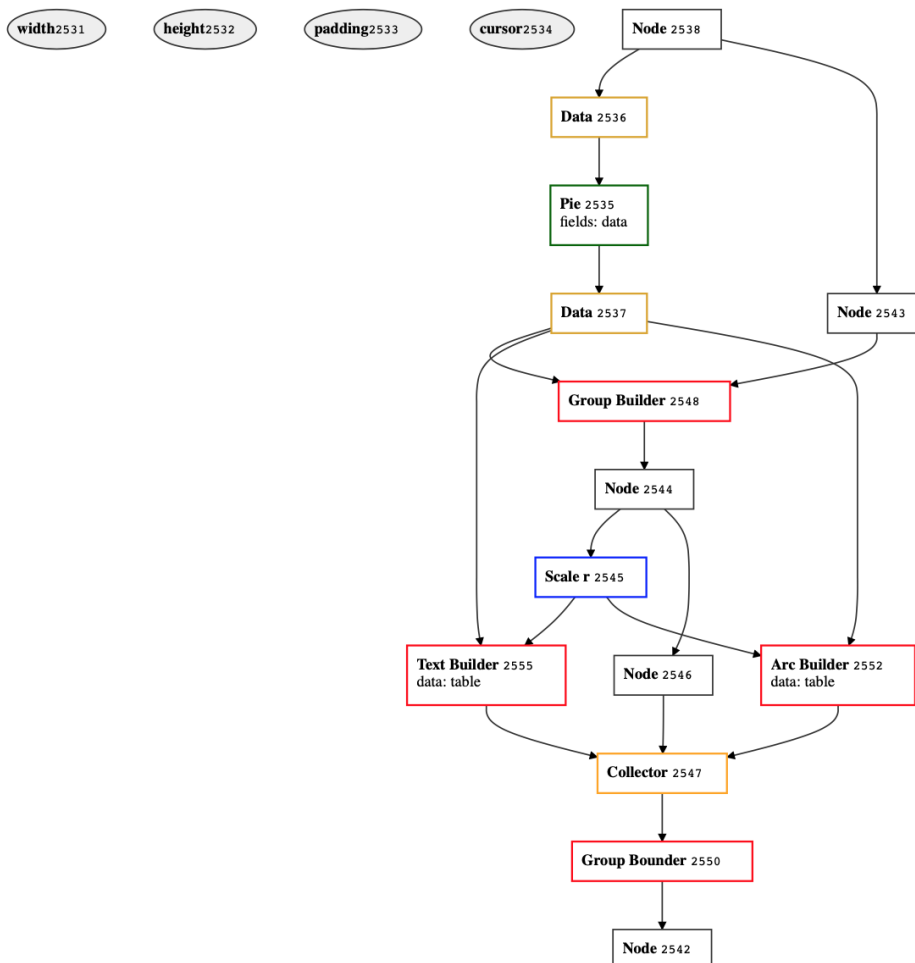 width2531
height2532
padding2533
cursor2534
Node 2538
Data 2536
Pie 2535
fields: data
Data 2537
Node 2543
Group Builder 2548
Node 2544
Scale r 2545
Text Builder 2555
data: table
Node 2546
Arc Builder 2552
data: table
Collector 2547
Group Bounder 2550
Node 2542